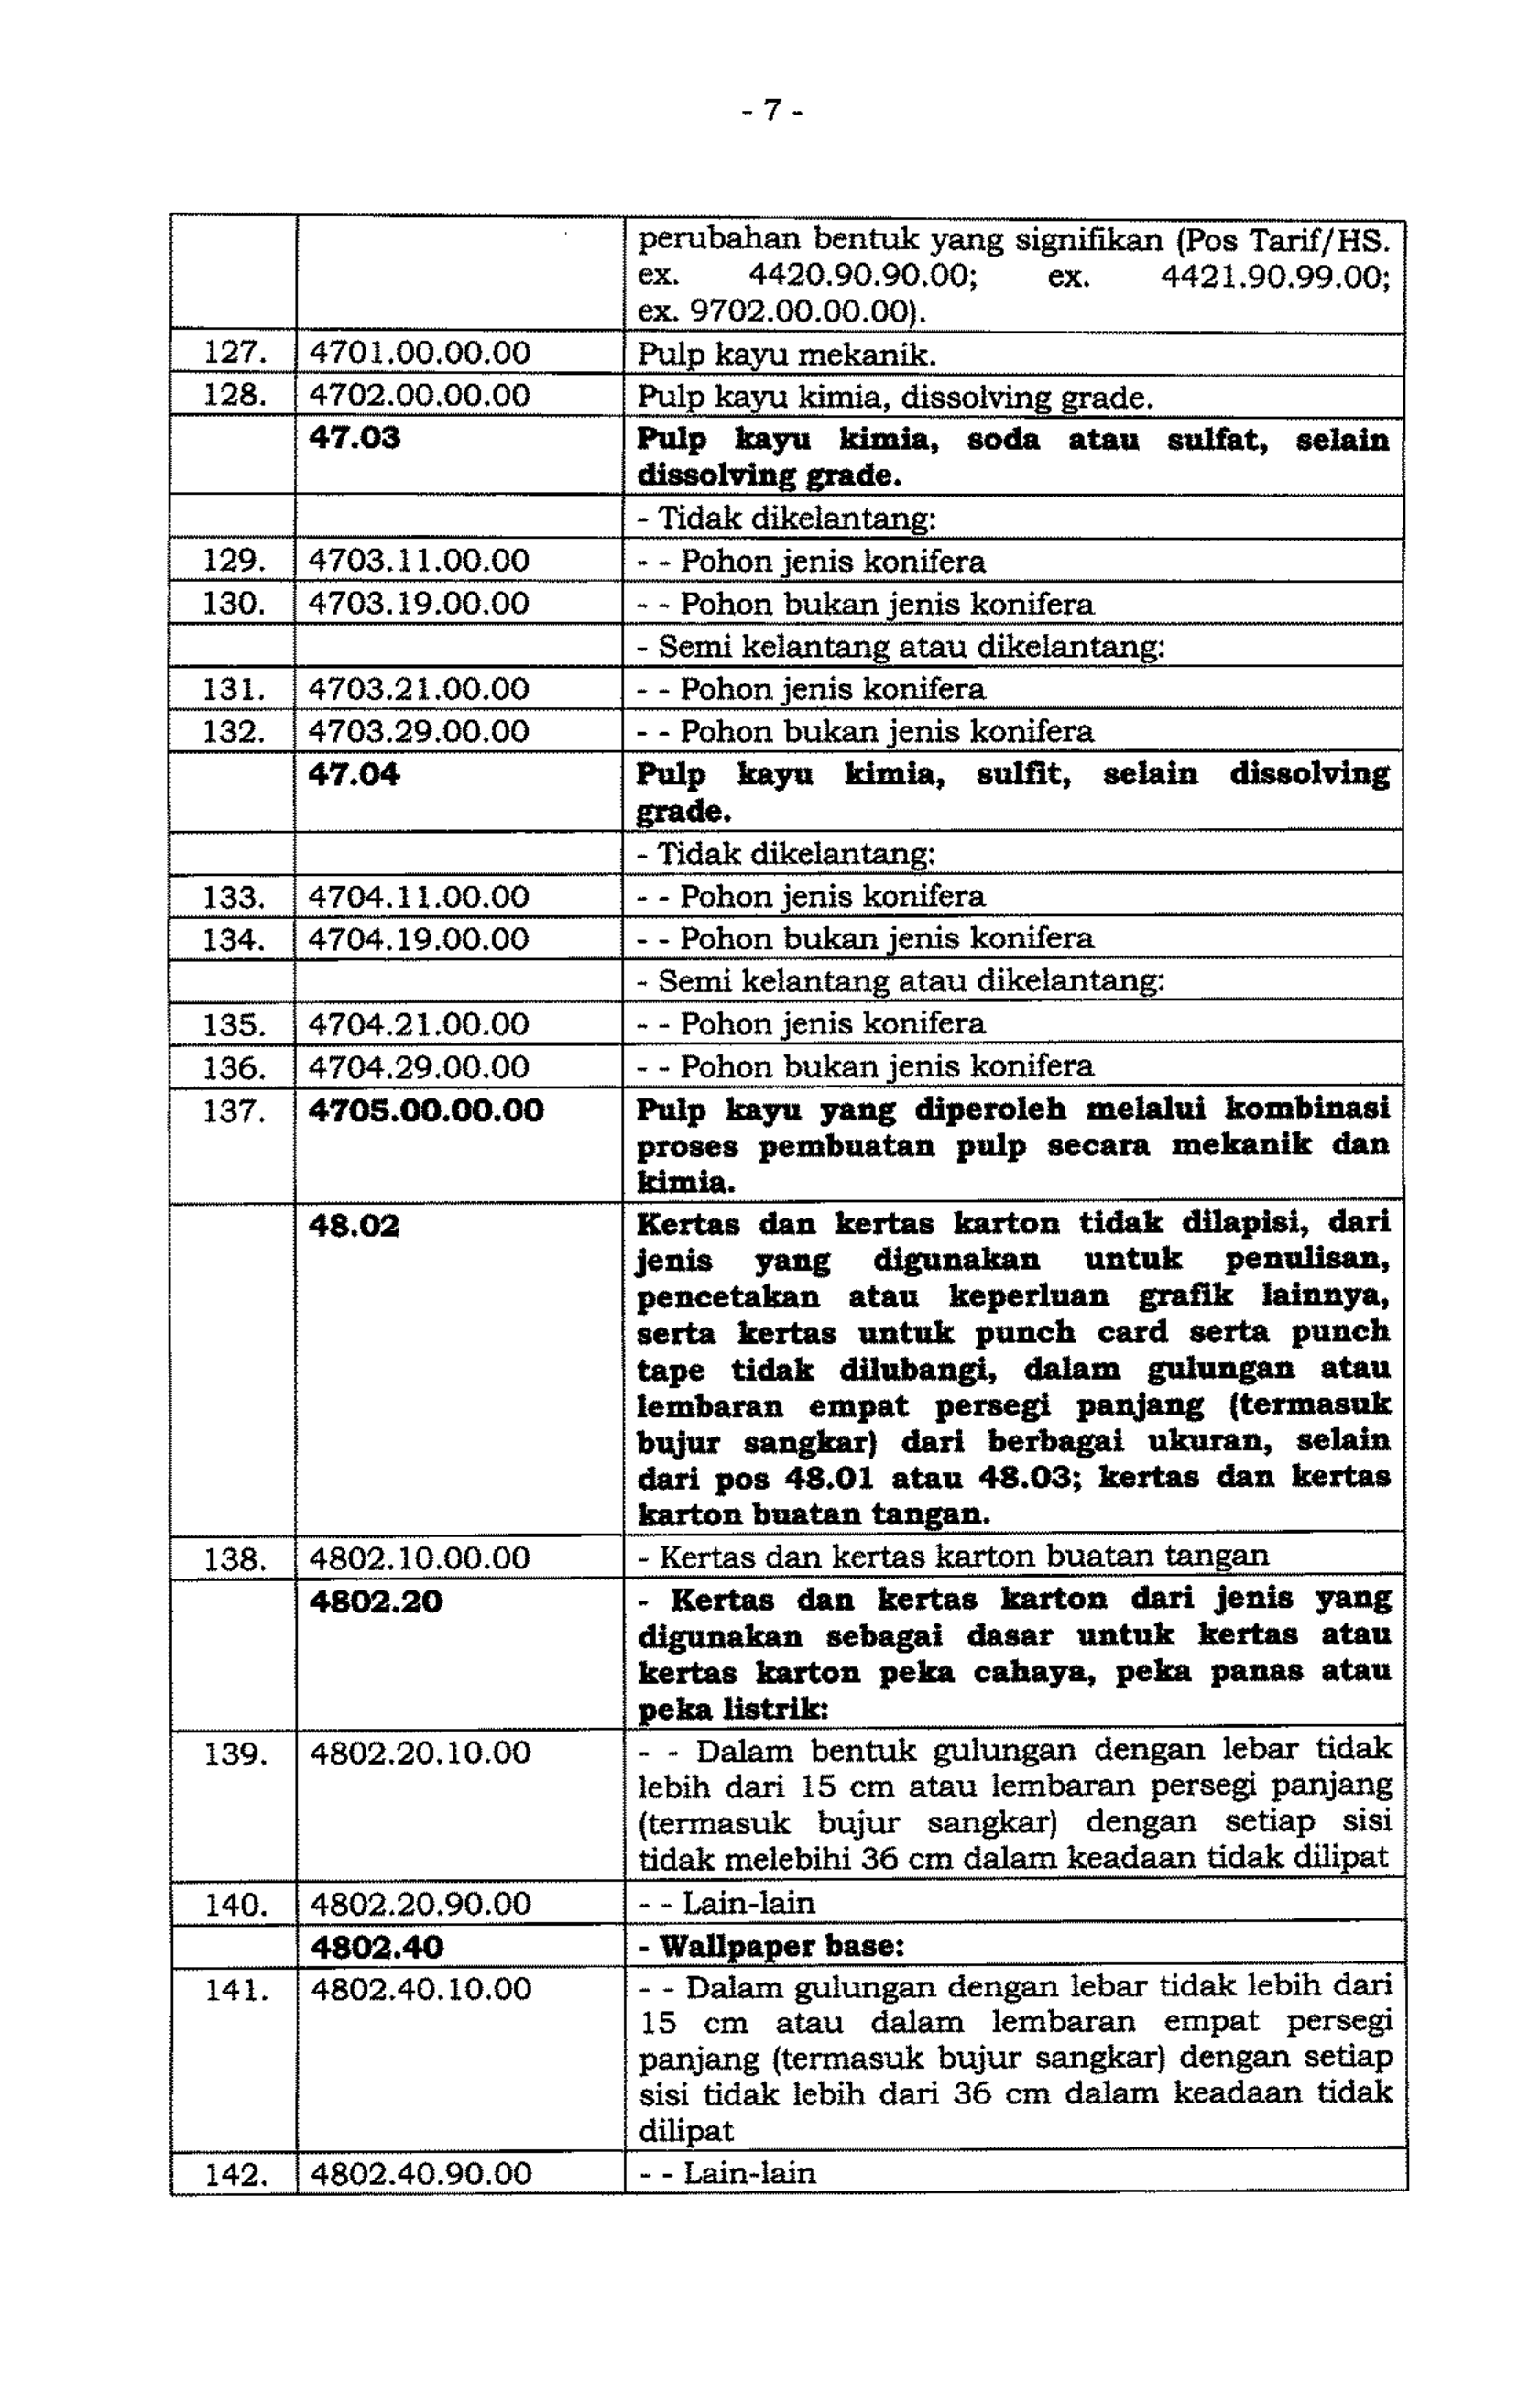 - 7 -
perubahan bentuk yang signifikan (Pos Tarif/HS.
ex. 4420.90.90.00; ex. 4421.90.99.00;
ex. 9702.00.00.00).
127. 4701.00.00.00 Pulp kayu mekanik.
128. 4702.00.00.00 Pulp kayu kimia, dissolving grade.
47.03 Pulp kayu kimia, soda atau sulfat, selain
dissolving grade.
- Tidak dikelantang:
129. 4703.11.00.00 - - Pohon jenis konifera
130. 4703.19.00.00 - - Pohon bukan jenis konifera
- Semi kelantang atau dikelantang:
131. 4703.21.00.00 - - Pohon jenis konifera
132. 4703.29.00.00 - - Pohon bukan jenis konifera
47.04 Pulp kayu kimia, sulfit, selain dissolving
grade.
- Tidak dikelantang:
133. 4704.11.00.00 - - Pohon jenis konifera
134. 4704.19.00.00 - - Pohon bukan jenis konifera
- Semi kelantang atau dikelantang:
135. 4704.21.00.00 - - Pohon jenis konifera
136. 4704.29.00.00 - - Pohon bukan jenis konifera
137. 4705.00.00.00 Pulp kayu yang diperoleh melalui kombinasi
proses pembuatan pulp secara mekanik dan
kimia.
48.02 Kertas dan kertas karton tidak dilapisi, dari
jenis yang digunakan untuk penulisan,
pencetakan atau keperluan grafik lainnya,
serta kertas untuk punch card serta punch
tape tidak dilubangi, dalam gulungan atau
lembaran empat persegi panjang (termasuk
bujur sangkar) dari berbagai ukuran, selain
dari pos 48.01 atau 48.03; kertas dan kertas
karton buatan tangan.
138. 4802.10.00.00 - Kertas dan kertas karton buatan tangan
4802.20 - Kertas dan kertas karton dari jenis yang
digunakan sebagai dasar untuk kertas atau
kertas karton peka cahaya, peka panas atau
peka listrik:
139. 4802.20.10.00 - - Dalam bentuk gulungan dengan lebar tidak
lebih dari 15 cm atau lembaran persegi panjang
(termasuk bujur sangkar) dengan setiap sisi
tidak melebihi 36 cm dalam keadaan tidak dilipat
140. 4802.20.90.00 - - Lain-lain
4802.40 - Wallpaper base:
141. 4802.40.10.00 - - Dalam gulungan dengan lebar tidak lebih dari
15 cm atau dalam lembaran empat persegi
panjang (termasuk bujur sangkar) dengan setiap
sisi tidak lebih dari 36 cm dalam keadaan tidak
dilipat
142. 4802.40.90.00 - - Lain-lain